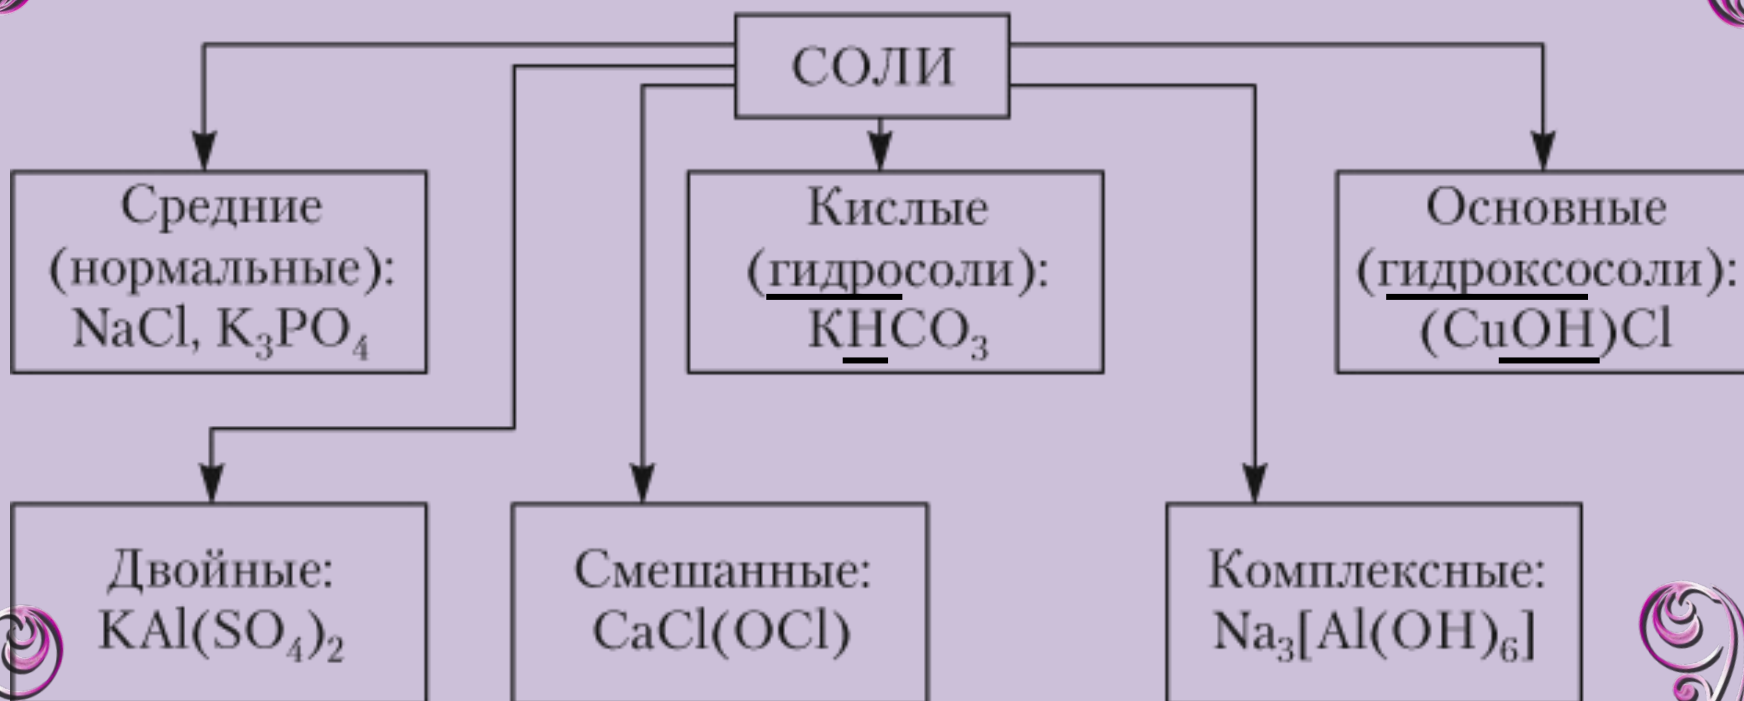 СОЛИ
Средние
(нормальные):
NaCl, K₃PO₄
Кислые
(гидросоли):
KHCO₃
Основные
(гидроксосоли):
(CuOH)Cl
Двойные:
KAl(SO₄)₂
Смешанные:
CaCl(OCl)
Комплексные:
Na₃[Al(OH)₆]